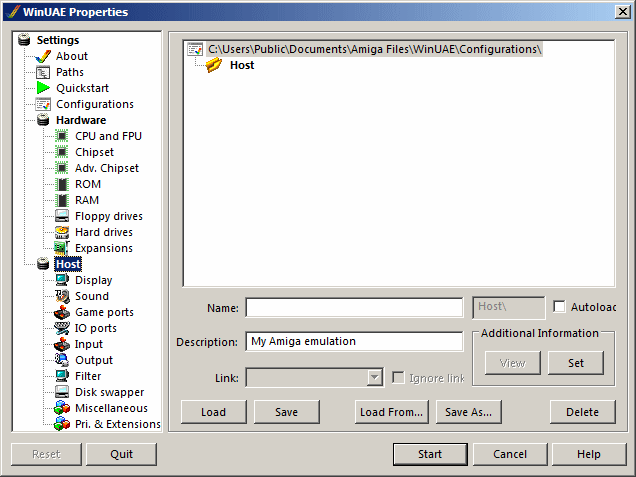 WinUAE Properties
Settings
About
Paths
Quickstart
Configurations
Hardware
CPU and FPU
Chipset
Adv. Chipset
ROM
RAM
Floppy drives
Hard drives
Expansions
Host
Display
Sound
Game ports
IO ports
Input
Output
Filter
Disk swapper
Miscellaneous
Pri. & Extensions
C:\Users\Public\Documents\Amiga Files\WinUAE\Configurations\
Host
Name:
Host\
Autoload
Description:
My Amiga emulation
Additional Information
View
Set
Link:
Ignore link
Load
Save
Load From...
Save As...
Delete
Reset
Quit
Start
Cancel
Help